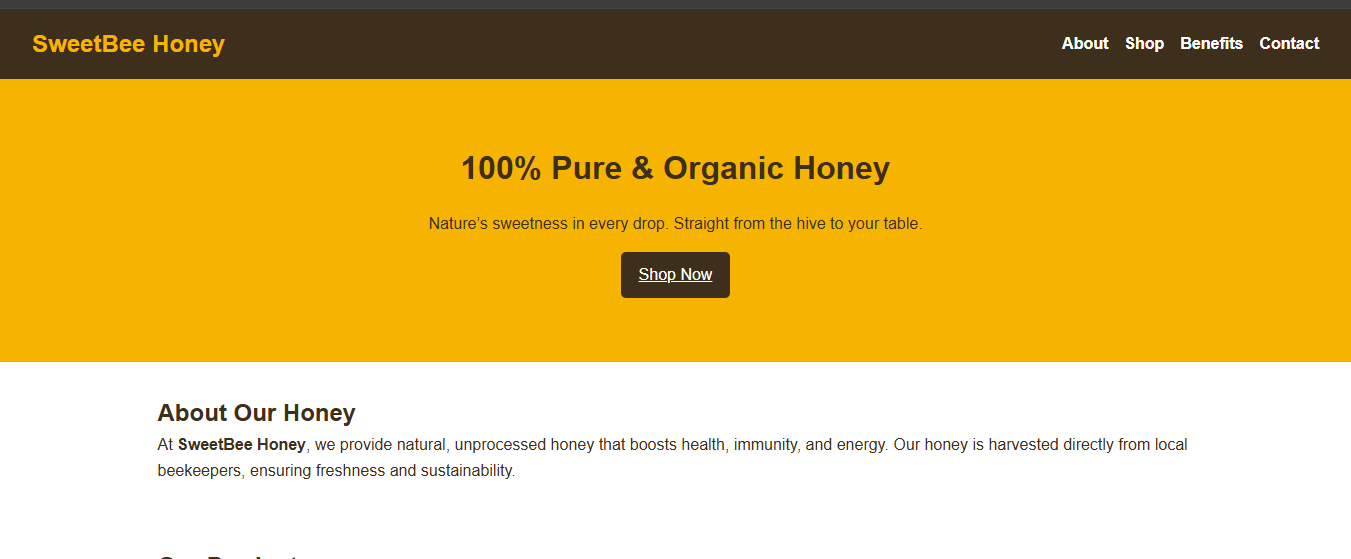 SweetBee Honey
About Shop Benefits Contact
100% Pure & Organic Honey
Nature’s sweetness in every drop. Straight from the hive to your table.
Shop Now
About Our Honey
At SweetBee Honey, we provide natural, unprocessed honey that boosts health, immunity, and energy. Our honey is harvested directly from local
beekeepers, ensuring freshness and sustainability.